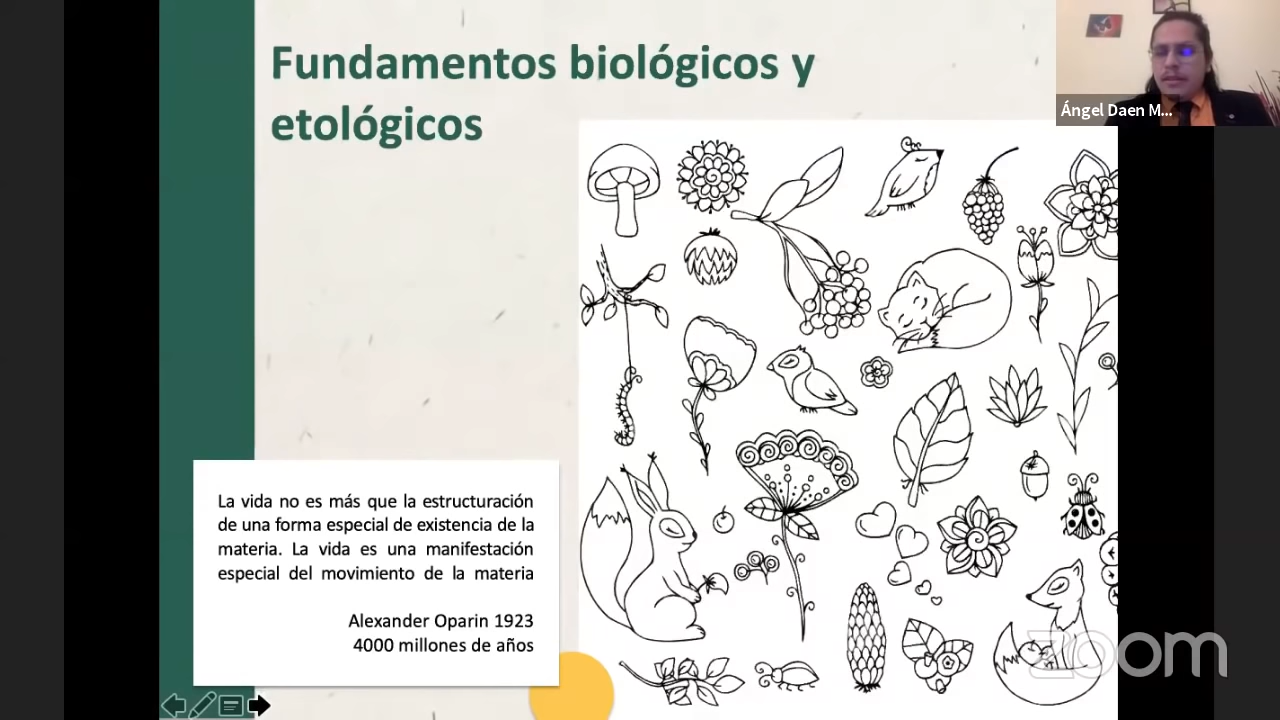 Fundamentos biológicos y
etológicos
Ángel Daen M...
La vida no es más que la estructuración
de una forma especial de existencia de la
materia. La vida es una manifestación
especial del movimiento de la materia
Alexander Oparin 1923
4000 millones de años
zoom